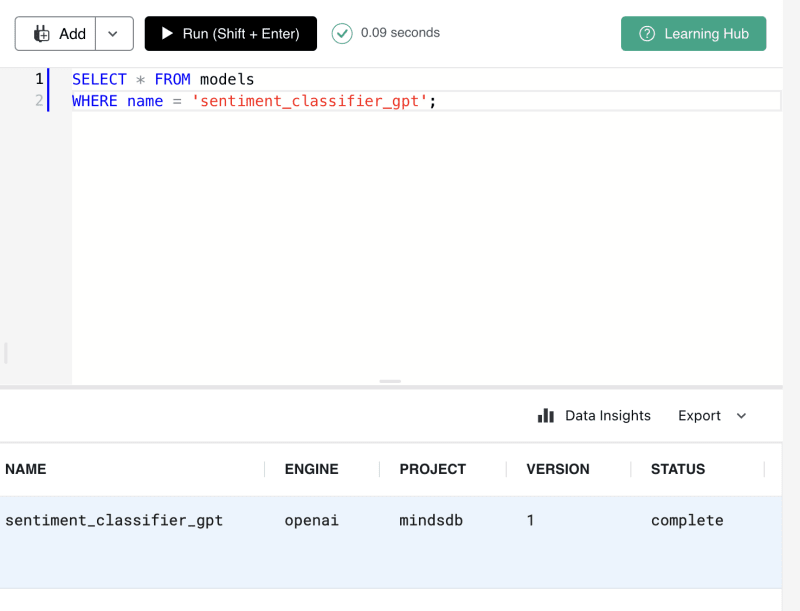 Add Run (Shift + Enter) 0.09 seconds Learning Hub
1 SELECT * FROM models
2 WHERE name = 'sentiment_classifier_gpt';
Data Insights Export
NAME ENGINE PROJECT VERSION STATUS
sentiment_classifier_gpt openai mindsdb 1 complete